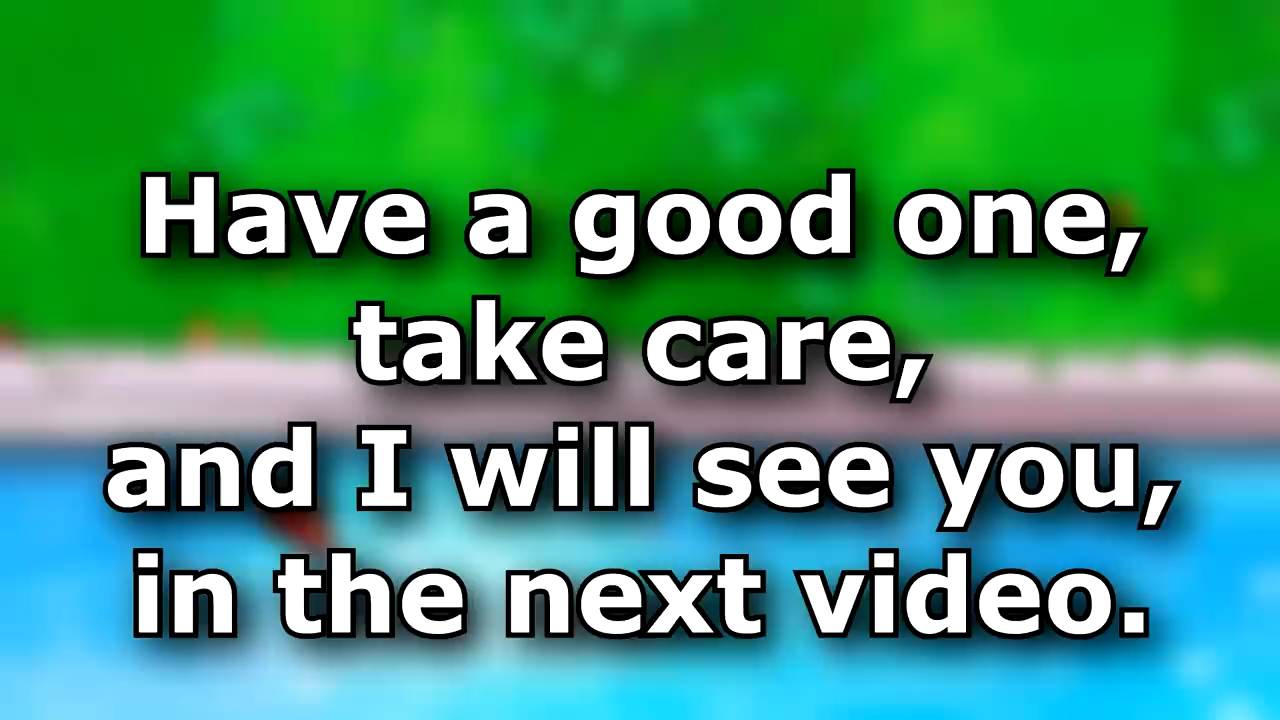 Have a good one,
take care,
and I will see you,
in the next video.